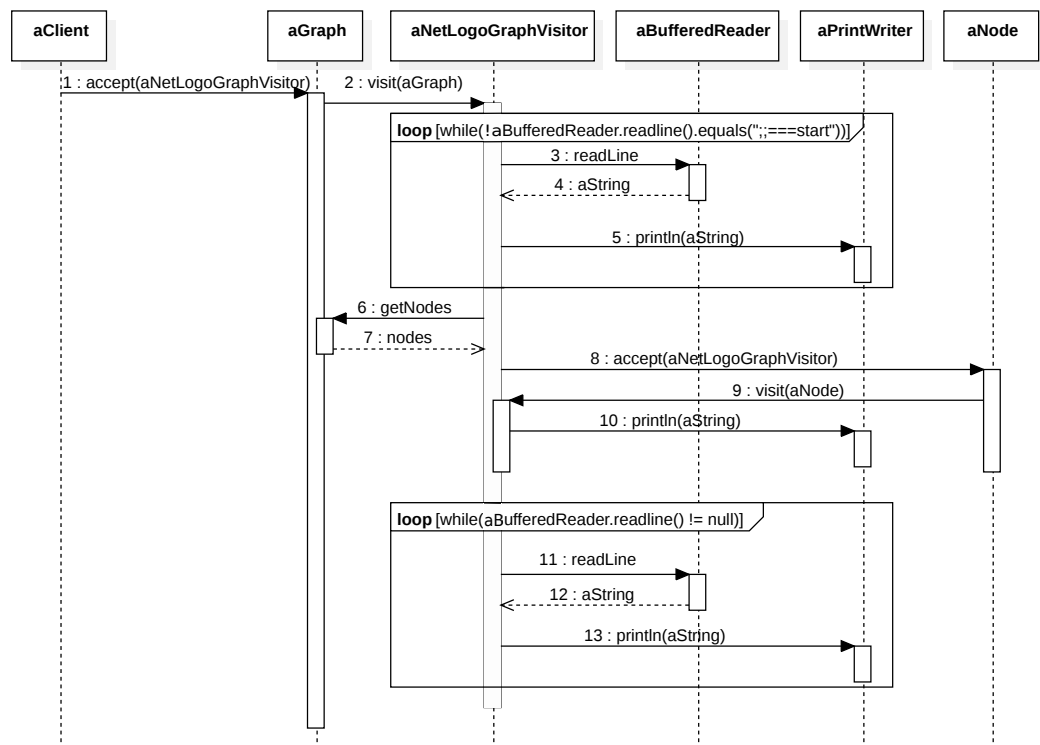 aClient
aGraph
aNetLogoGraphVisitor
aBufferedReader
aPrintWriter
aNode
1 : accept(aNetLogoGraphVisitor)
2 : visit(aGraph)
loop [while(!aBufferedReader.readline().equals(";;===start"))]
3 : readLine
4 : aString
5 : println(aString)
6 : getNodes
7 : nodes
8 : accept(aNetLogoGraphVisitor)
9 : visit(aNode)
10 : println(aString)
loop [while(aBufferedReader.readline() != null)]
11 : readLine
12 : aString
13 : println(aString)